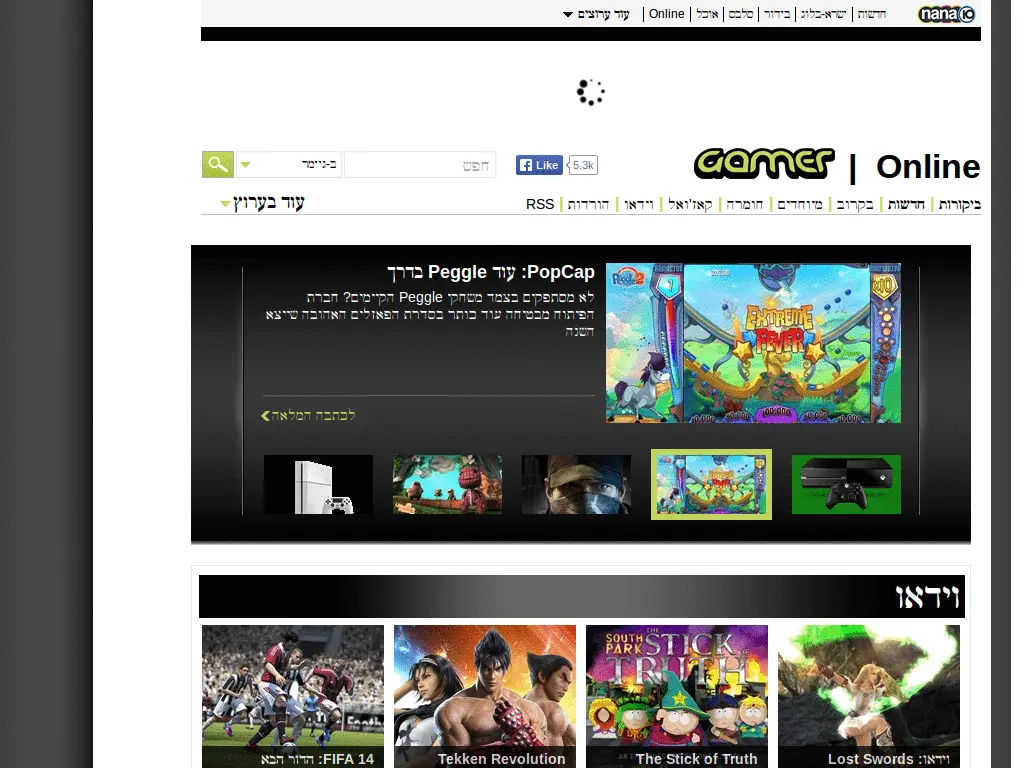 nana10
חדשות | ישרא-בלוג | בידור | סלבס | אוכל | Online | עוד ערוצים
Online | GAMER
Like 5.3k
חפש
ב-גיימר
ביקורות | חדשות | בקרוב | מיוחדים | חומרה | קאז'ואל | וידאו | הורדות | RSS
עוד בערוץ
PopCap: עוד Peggle בדרך
לא מסתפקים בצמד משחקי Peggle הקיימים? חברת
הפיתוח מבטיחה עוד כותר בסדרת הפאזלים האהובה שייצא
השנה
לכתבה המלאה
Peggle 2
EXTREME
FEVER
וידאו
SOUTH PARK
THE
STICK
OF
TRUTH
וידאו: Lost Swords
The Stick of Truth
Tekken Revolution
FIFA 14: הדור הבא